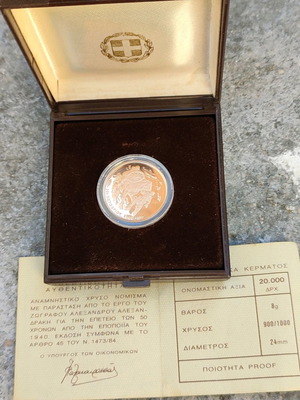 ΑΥΘΕΝΤΙΚΟΤΗΤΑ
ΑΝΑΜΝΗΣΤΙΚΟ ΧΡΥΣΟ ΝΟΜΙΣΜΑ
ΜΕ ΠΑΡΑΣΤΑΣΗ ΑΠΟ ΤΟ ΕΡΓΟ ΤΟΥ
ΖΩΓΡΑΦΟΥ ΑΛΕΞΑΝΔΡΟΥ ΑΛΕΞΑΝ-
ΔΡΑΚΗ ΓΙΑ ΤΗΝ ΕΠΕΤΕΙΟ ΤΩΝ 50
ΧΡΟΝΩΝ ΑΠΟ ΤΗΝ ΕΠΟΠΟΙΪΑ ΤΟΥ
1940. ΕΚΔΟΣΗ ΣΥΜΦΩΝΑ ΜΕ ΤΟ
ΑΡΘΡΟ 45 ΤΟΥ Ν. 1473/84.
Ο ΥΠΟΥΡΓΟΣ ΤΩΝ ΟΙΚΟΝΟΜΙΚΩΝ
ΚΕΡΜΑΤΟΣ
ΟΝΟΜΑΣΤΙΚΗ ΑΞΙΑ 20.000 ΔΡΧ
ΒΑΡΟΣ 8g
ΧΡΥΣΟΣ 900/1000
ΔΙΑΜΕΤΡΟΣ 24mm
ΠΟΙΟΤΗΤΑ PROOF